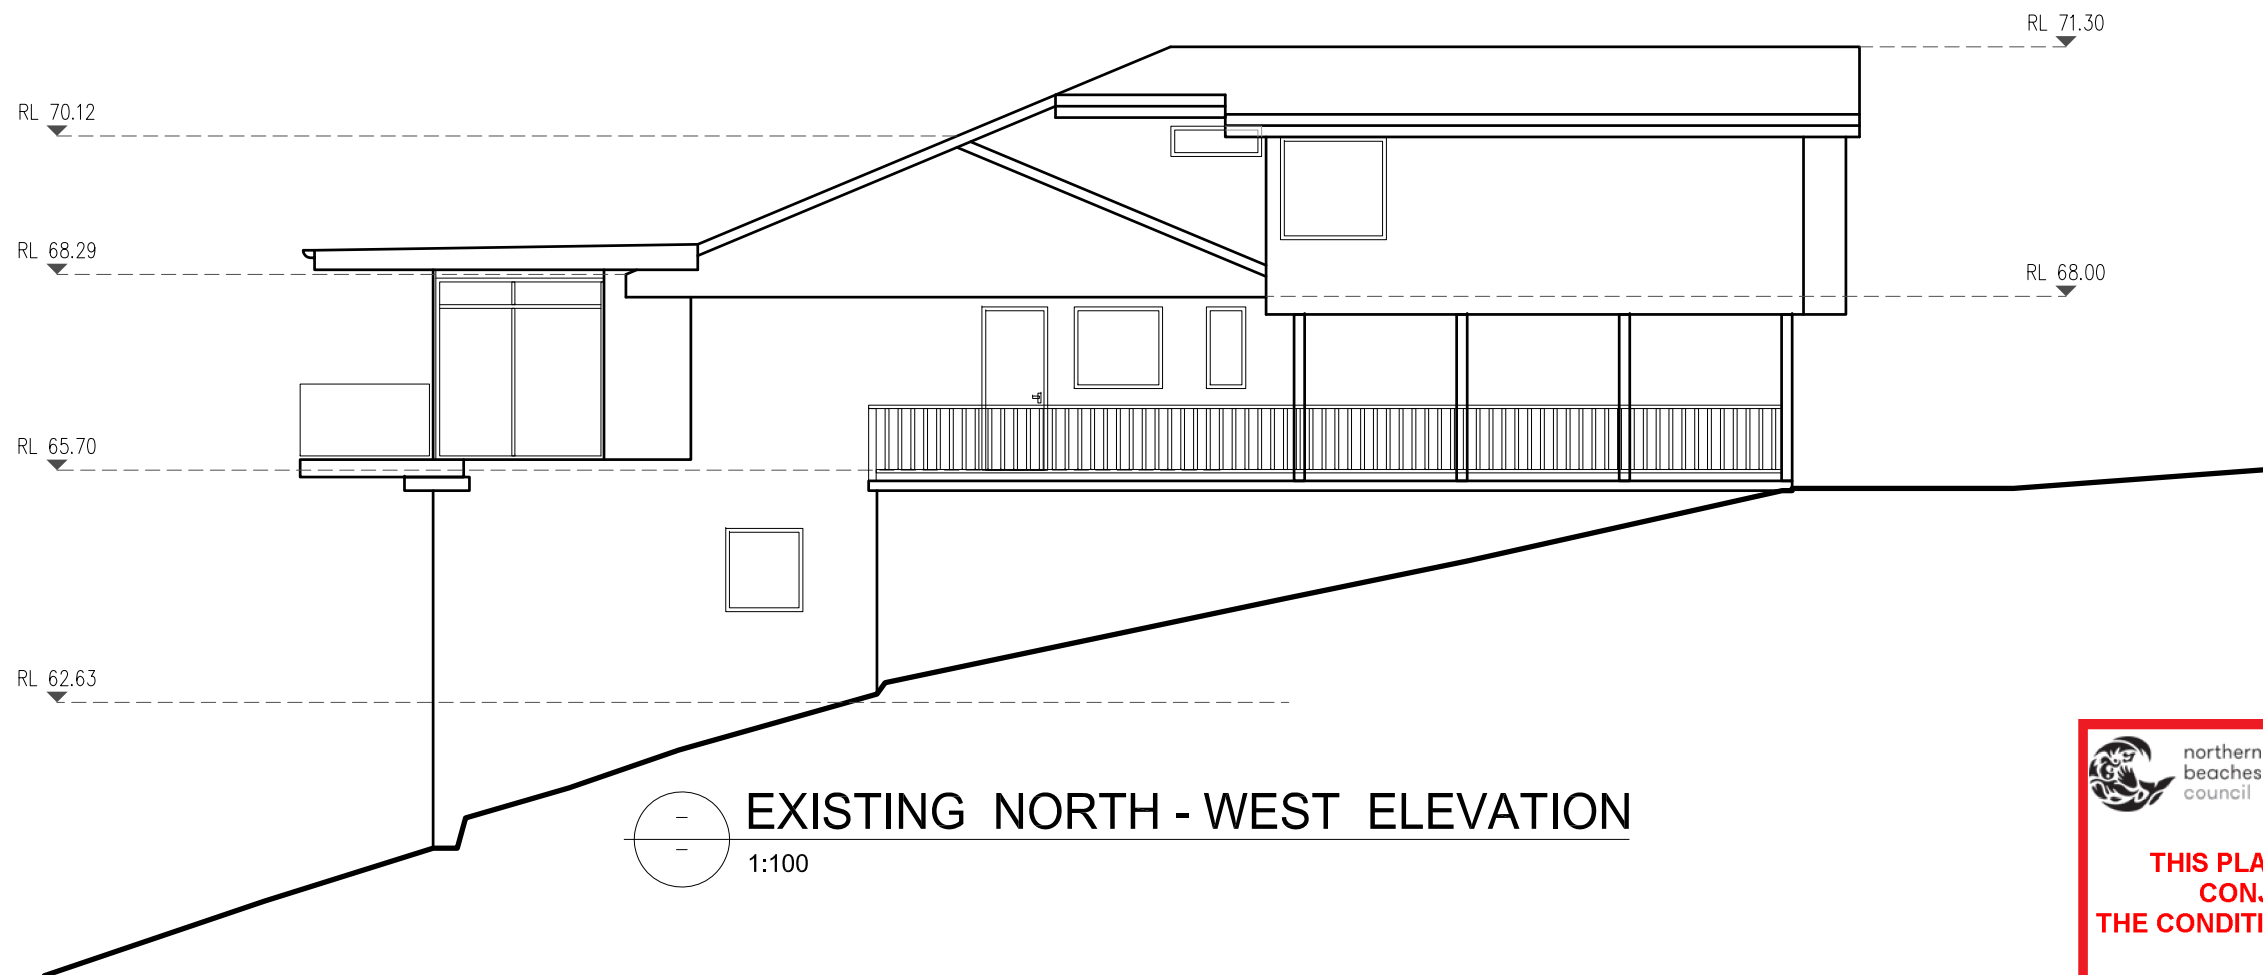 RL 71.30
RL 70.12
RL 68.29
RL 68.00
RL 65.70
RL 62.63
EXISTING NORTH - WEST ELEVATION
1:100
northern
beaches
council
THIS PLA
CON
THE CONDITI